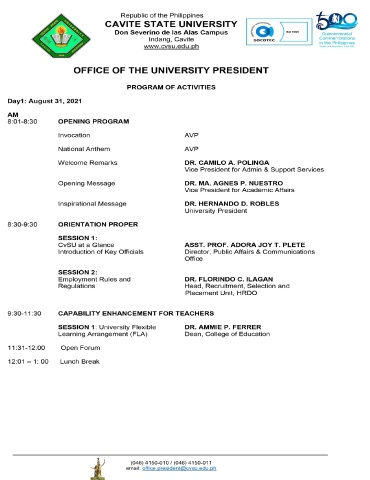 Republic of the Philippines
CAVITE STATE UNIVERSITY
Don Severino de las Alas Campus
Indang, Cavite
www.cvsu.edu.ph
SOCOTEC
ISO 9001
500
Quincentennial
Commemorations
in the Philippines
OFFICE OF THE UNIVERSITY PRESIDENT
PROGRAM OF ACTIVITIES
Day1: August 31, 2021
AM
8:01-8:30 OPENING PROGRAM
Invocation AVP
National Anthem AVP
Welcome Remarks DR. CAMILO A. POLINGA
Vice President for Admin & Support Services
Opening Message DR. MA. AGNES P. NUESTRO
Vice President for Academic Affairs
Inspirational Message DR. HERNANDO D. ROBLES
University President
8:30-9:30 ORIENTATION PROPER
SESSION 1:
CvSU at a Glance ASST. PROF. ADORA JOY T. PLETE
Introduction of Key Officials Director, Public Affairs & Communications
Office
SESSION 2:
Employment Rules and DR. FLORINDO C. ILAGAN
Regulations Head, Recruitment, Selection and
Placement Unit, HRDO
9:30-11:30 CAPABILITY ENHANCEMENT FOR TEACHERS
SESSION 1: University Flexible DR. AMMIE P. FERRER
Learning Arrangement (FLA) Dean, College of Education
11:31-12:00 Open Forum
12:01 – 1: 00 Lunch Break
(046) 4150-010 / (046) 4150-011
email: office.president@cvsu.edu.ph